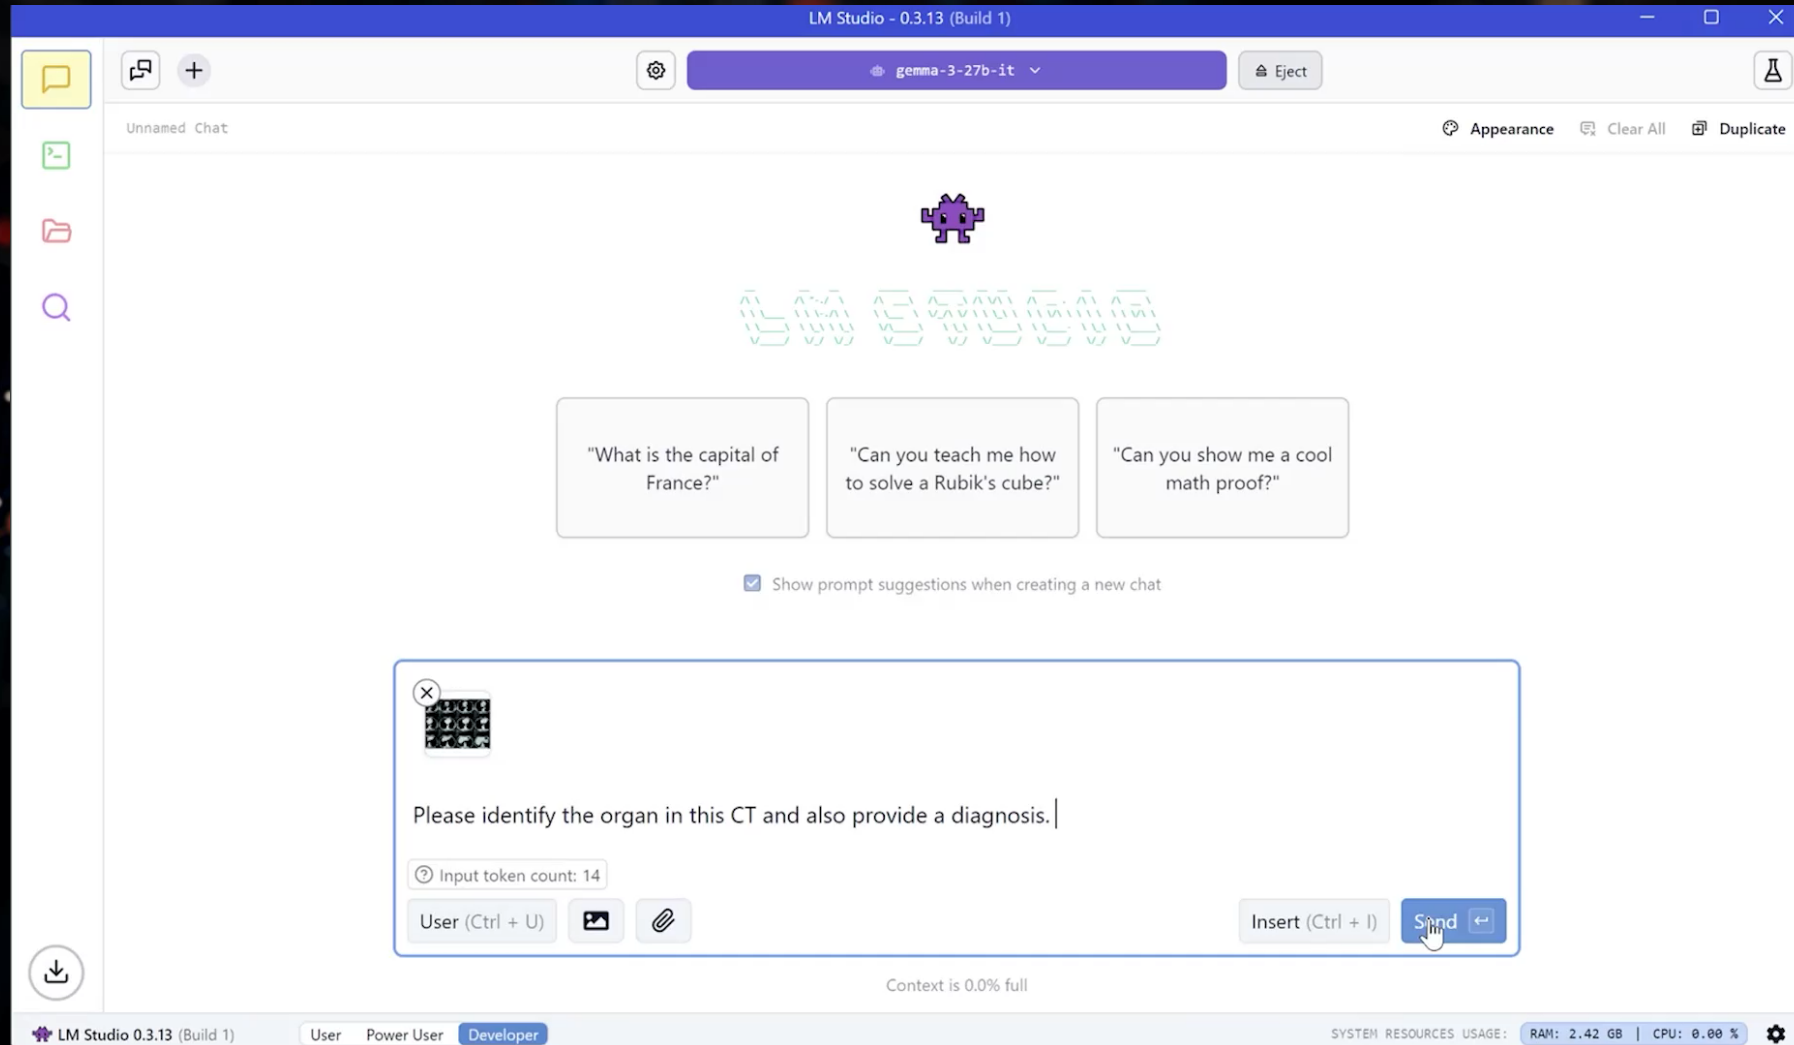 LM Studio - 0.3.13 (Build 1)
gemma-3-27b-it
Eject
Unnamed Chat
Appearance
Clear All
Duplicate
LM STUDIO
"What is the capital of
France?"
"Can you teach me how
to solve a Rubik's cube?"
"Can you show me a cool
math proof?"
Show prompt suggestions when creating a new chat
Please identify the organ in this CT and also provide a diagnosis.
Input token count: 14
User (Ctrl + U)
Insert (Ctrl + I)
Send
Context is 0.0% full
LM Studio 0.3.13 (Build 1)
User
Power User
Developer
SYSTEM RESOURCES USAGE:
RAM: 2.42 GB | CPU: 0.00 %